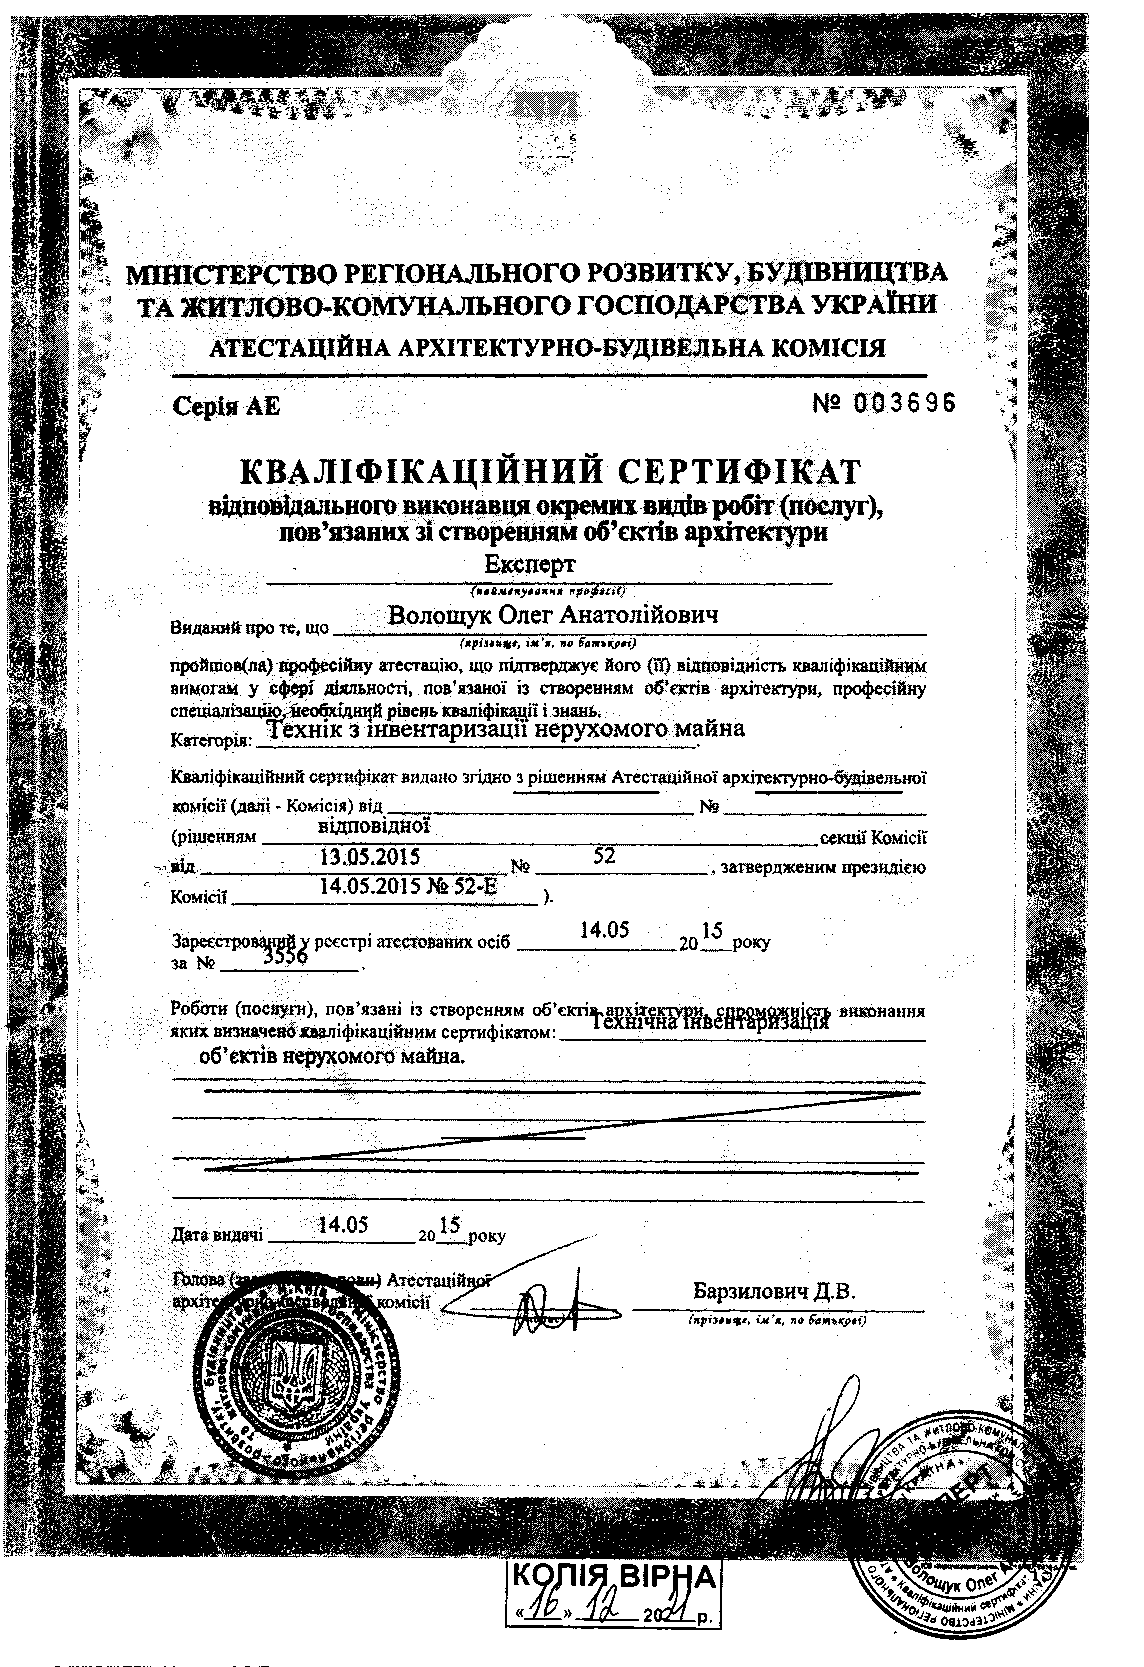 МІНІСТЕРСТВО РЕГІОНАЛЬНОГО РОЗВИТКУ, БУДІВНИЦТВА
ТА ЖИТЛОВО-КОМУНАЛЬНОГО ГОСПОДАРСТВА УКРАЇНИ
АТЕСТАЦІЙНА АРХІТЕКТУРНО-БУДІВЕЛЬНА КОМІСІЯ
Серія АЕ № 003696
КВАЛІФІКАЦІЙНИЙ СЕРТИФІКАТ
відповідального виконавця окремих видів робіт (послуг),
пов’язаних зі створенням об’єктів архітектури
Експерт
(найменування професії)
Виданий про те, що Волощук Олег Анатолійович
(прізвище, ім’я, по батькові)
пройшов(ла) професійну атестацію, що підтверджує його (її) відповідність кваліфікаційним
вимогам у сфері діяльності, пов’язаної із створенням об’єктів архітектури, професійну
спеціалізацію, необхідний рівень кваліфікації і знань.
Категорія: Технік з інвентаризації нерухомого майна.
Кваліфікаційний сертифікат видано згідно з рішенням Атестаційної архітектурно-будівельної
комісії (далі - Комісія) від №
(рішенням відповідної секції Комісії
від 13.05.2015 № 52, затвердженим президією
Комісії 14.05.2015 № 52-Е ).
Зареєстрований у реєстрі атестованих осіб 14.05 2015 року
за № 3556.
Роботи (послуги), пов’язані із створенням об’єктів архітектури, спроможність виконання
яких визначено кваліфікаційним сертифікатом: Технічна інвентаризація
об’єктів нерухомого майна.
Дата видачі 14.05 2015 року
Голова Атестаційної
комісії
Барзилович Д.В.
(прізвище, ім’я, по батькові)
КОПІЯ ВІРНА
«16» 12 2021 р.
Волощук Олег